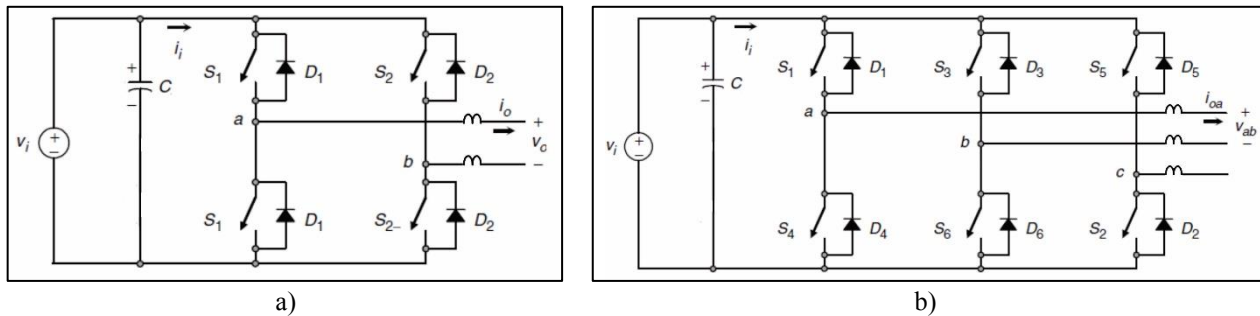 i_i
S_1
D_1
S_2
D_2
+
C
−
a
i_o
+
v_i
+
−
v_o
b
−
S_1
D_1
S_2−
D_2
a)
i_i
S_1
D_1
S_3
D_3
S_5
D_5
+
C
−
a
i_oa
+
v_i
+
−
v_ab
b
−
c
S_4
D_4
S_6
D_6
S_2
D_2
b)